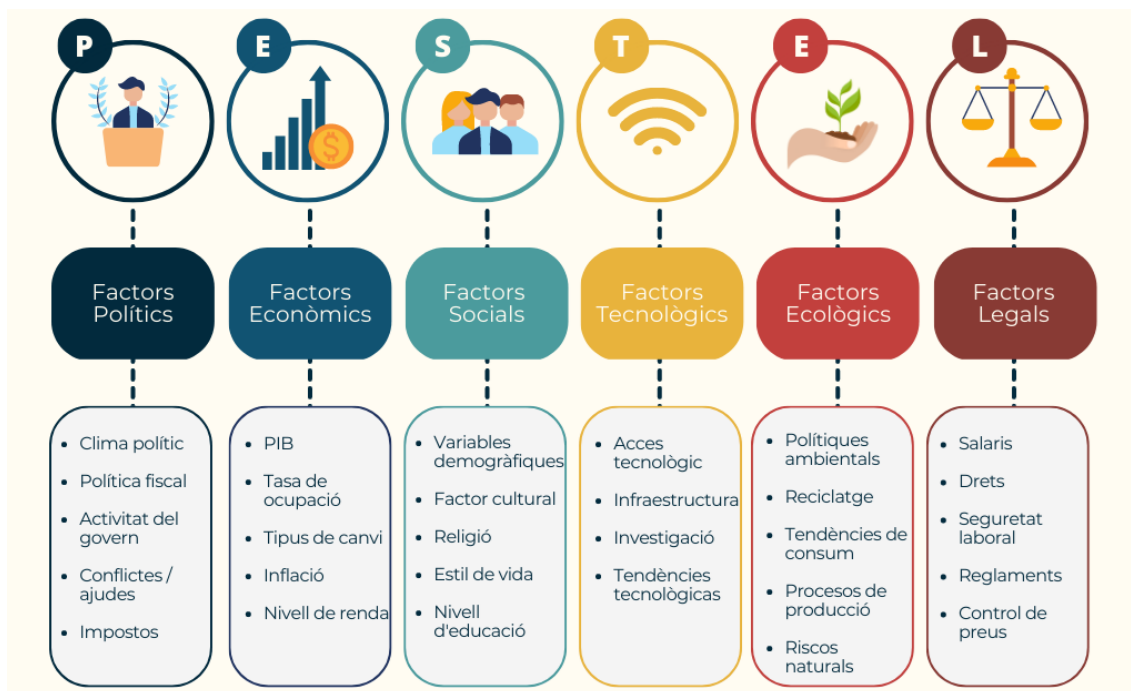 P
E
S
T
E
L
Factors
Polítics
Factors
Econòmics
Factors
Socials
Factors
Tecnològics
Factors
Ecològics
Factors
Legals
Clima polític
Política fiscal
Activitat del
govern
Conflictes /
ajudes
Impostos
PIB
Tasa de
ocupació
Tipus de canvi
Inflació
Nivell de renda
Variables
demogràfiques
Factor cultural
Religió
Estil de vida
Nivell
d'educació
Acces
tecnològic
Infraestructura
Investigació
Tendències
tecnològicas
Polítiques
ambientals
Reciclatge
Tendències de
consum
Procesos de
producció
Riscos
naturals
Salaris
Drets
Seguretat
laboral
Reglaments
Control de
preus